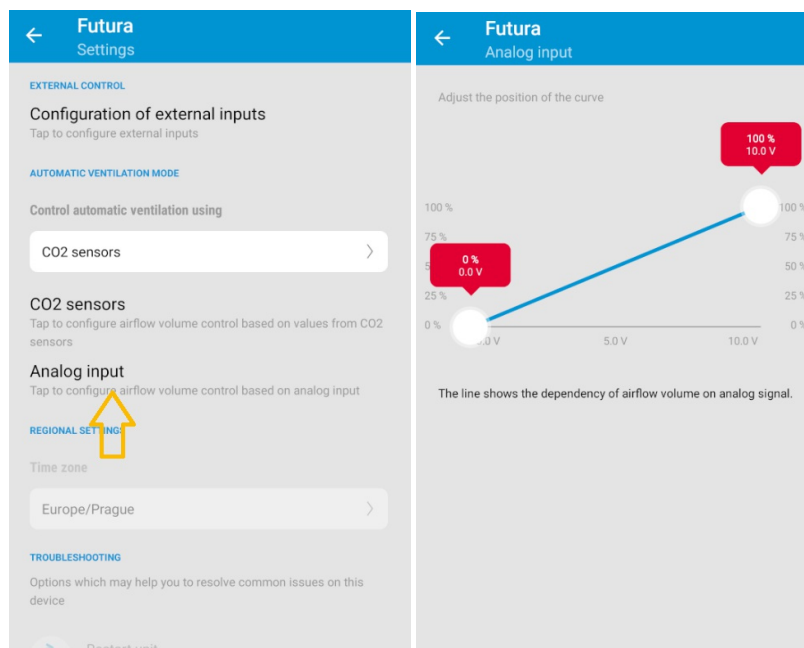 Futura
Settings
EXTERNAL CONTROL
Configuration of external inputs
Tap to configure external inputs
AUTOMATIC VENTILATION MODE
Control automatic ventilation using
CO2 sensors
CO2 sensors
Tap to configure airflow volume control based on values from CO2
sensors
Analog input
Tap to configure airflow volume control based on analog input
REGIONAL SETTINGS
Time zone
Europe/Prague
TROUBLESHOOTING
Options which may help you to resolve common issues on this
device
Restart unit
Futura
Analog input
Adjust the position of the curve
100 %
10.0 V
100 %
100 %
75 %
75 %
0 %
0.0 V
50 %
25 %
25 %
0 %
0 %
5.0 V
10.0 V
The line shows the dependency of airflow volume on analog signal.